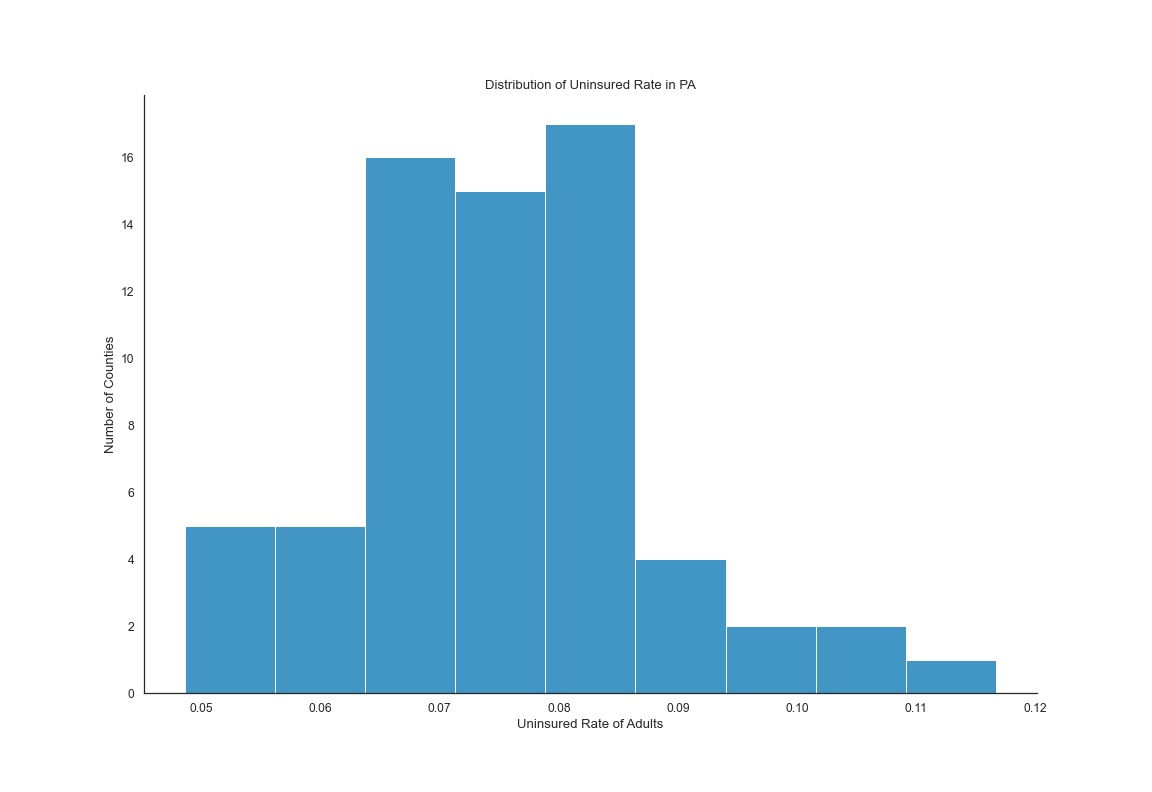 Distribution of Uninsured Rate in PA
Number of Counties
16
14
12
10
8
6
4
2
0
0.05 0.06 0.07 0.08 0.09 0.10 0.11 0.12
Uninsured Rate of Adults